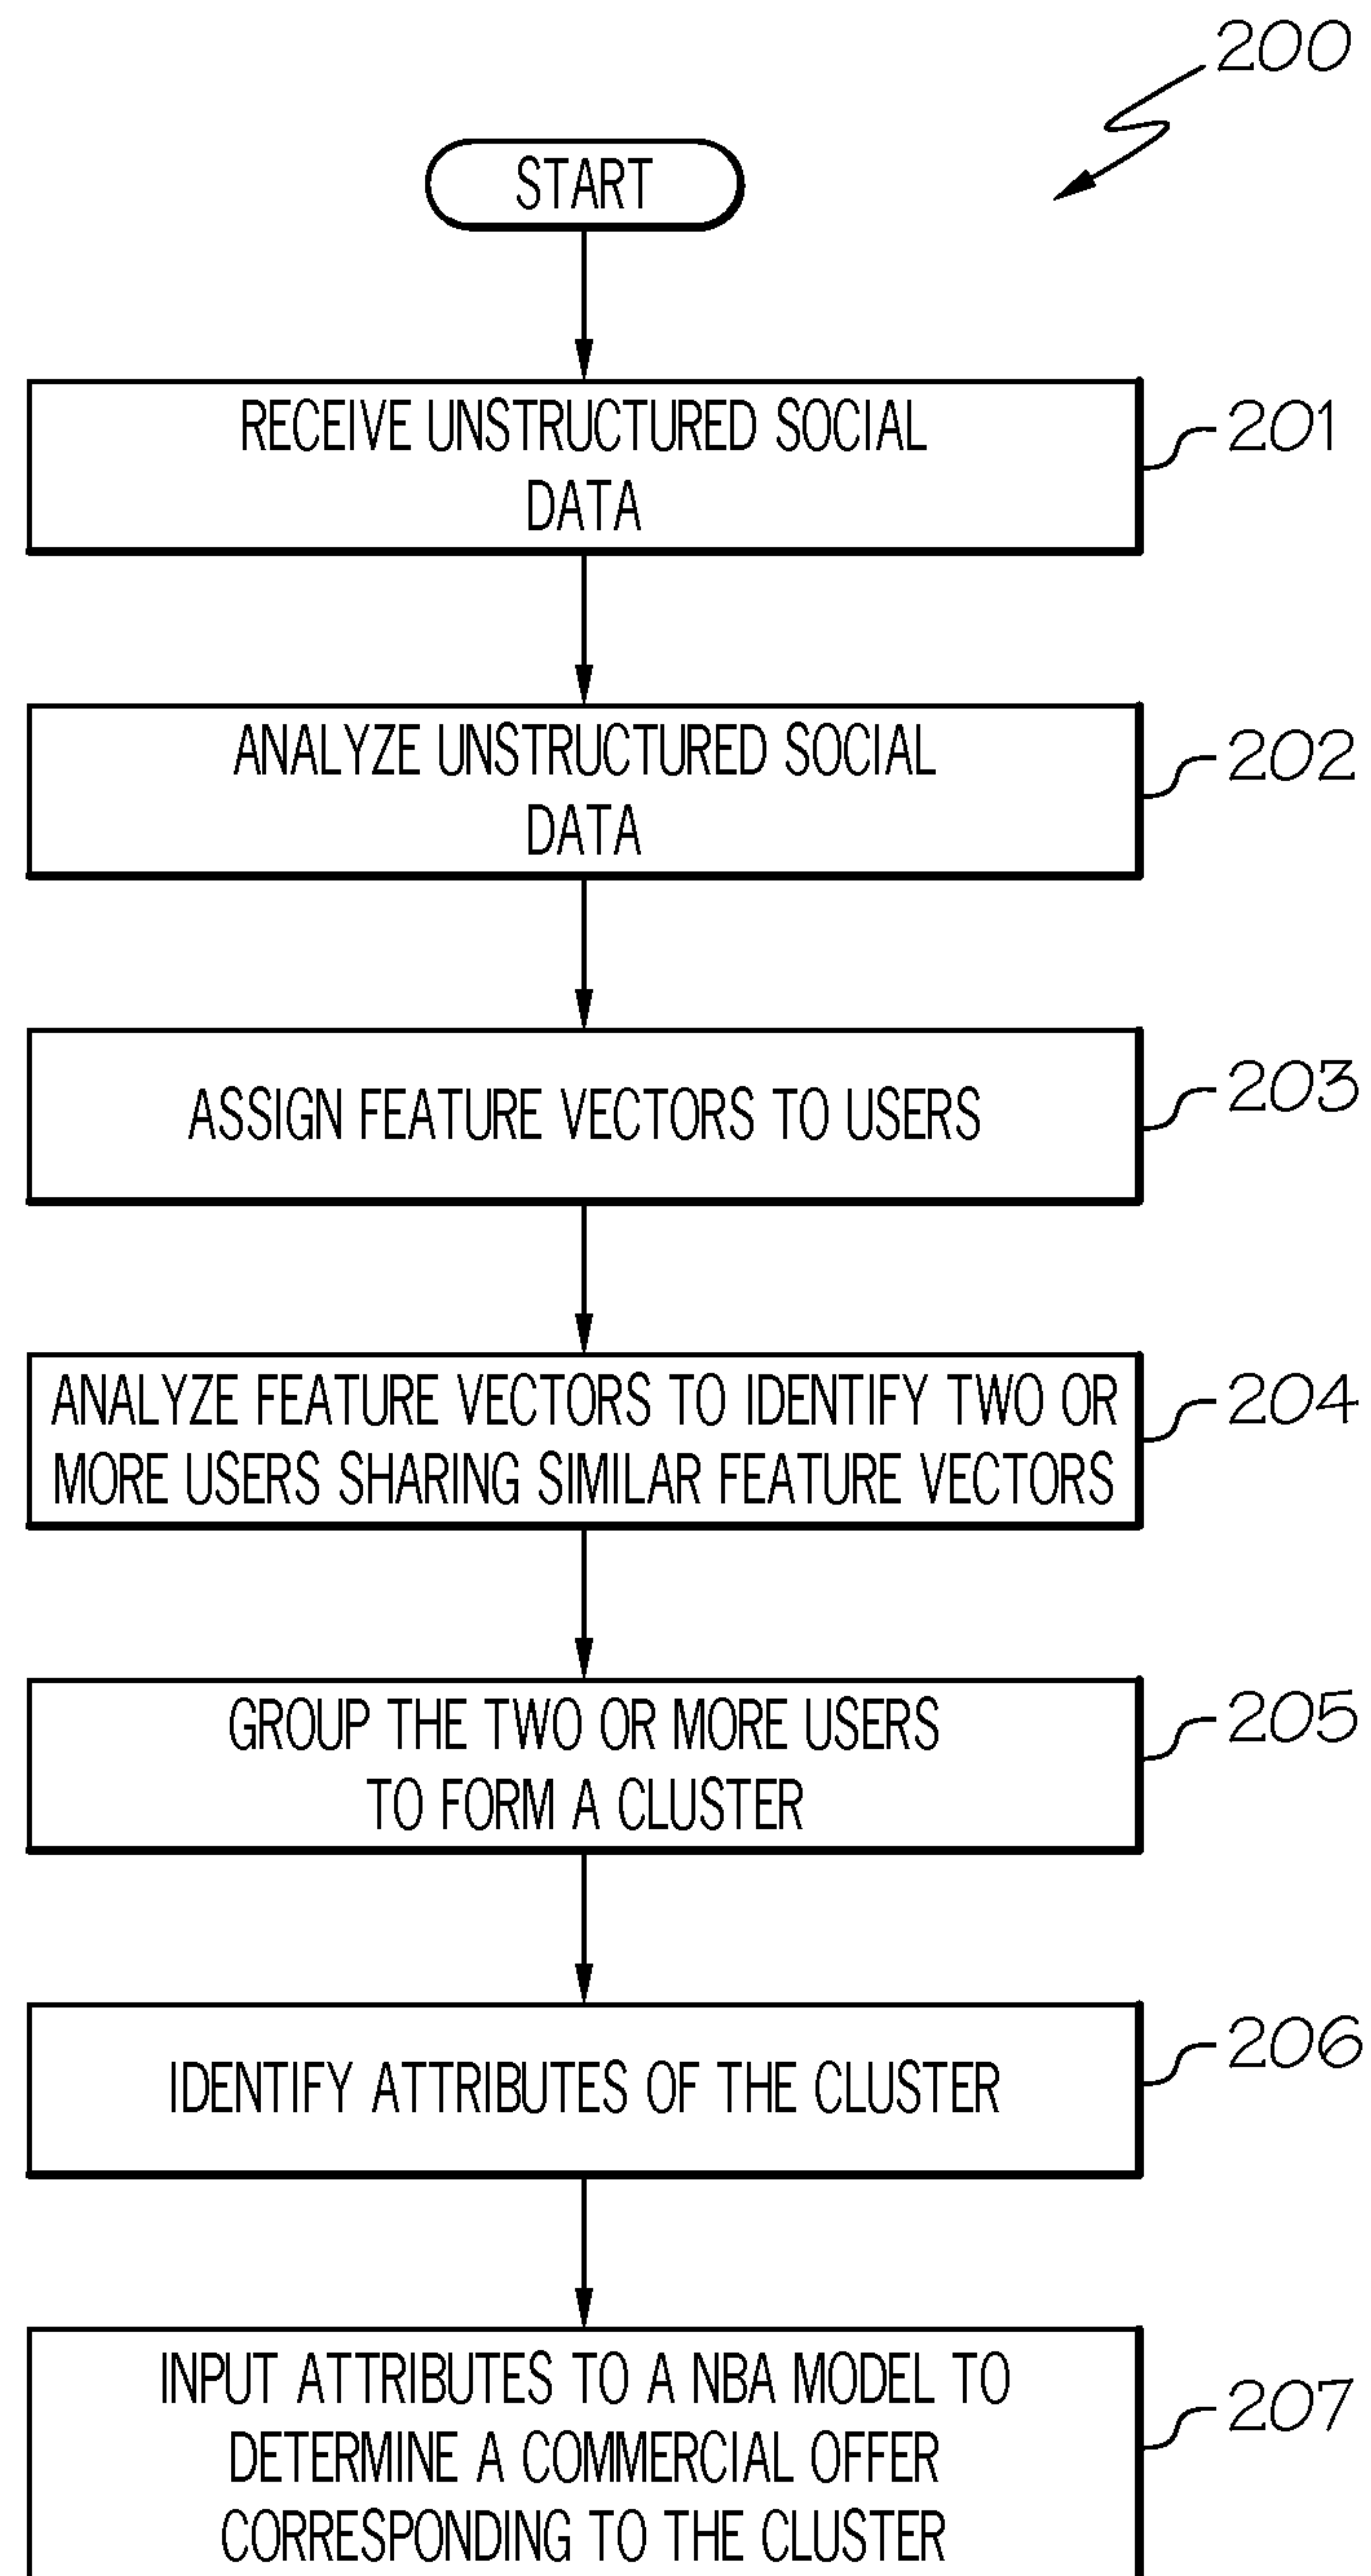 200
START
RECEIVE UNSTRUCTURED SOCIAL
DATA
201
ANALYZE UNSTRUCTURED SOCIAL
DATA
202
ASSIGN FEATURE VECTORS TO USERS
203
ANALYZE FEATURE VECTORS TO IDENTIFY TWO OR
MORE USERS SHARING SIMILAR FEATURE VECTORS
204
GROUP THE TWO OR MORE USERS
TO FORM A CLUSTER
205
IDENTIFY ATTRIBUTES OF THE CLUSTER
206
INPUT ATTRIBUTES TO A NBA MODEL TO
DETERMINE A COMMERCIAL OFFER
CORRESPONDING TO THE CLUSTER
207